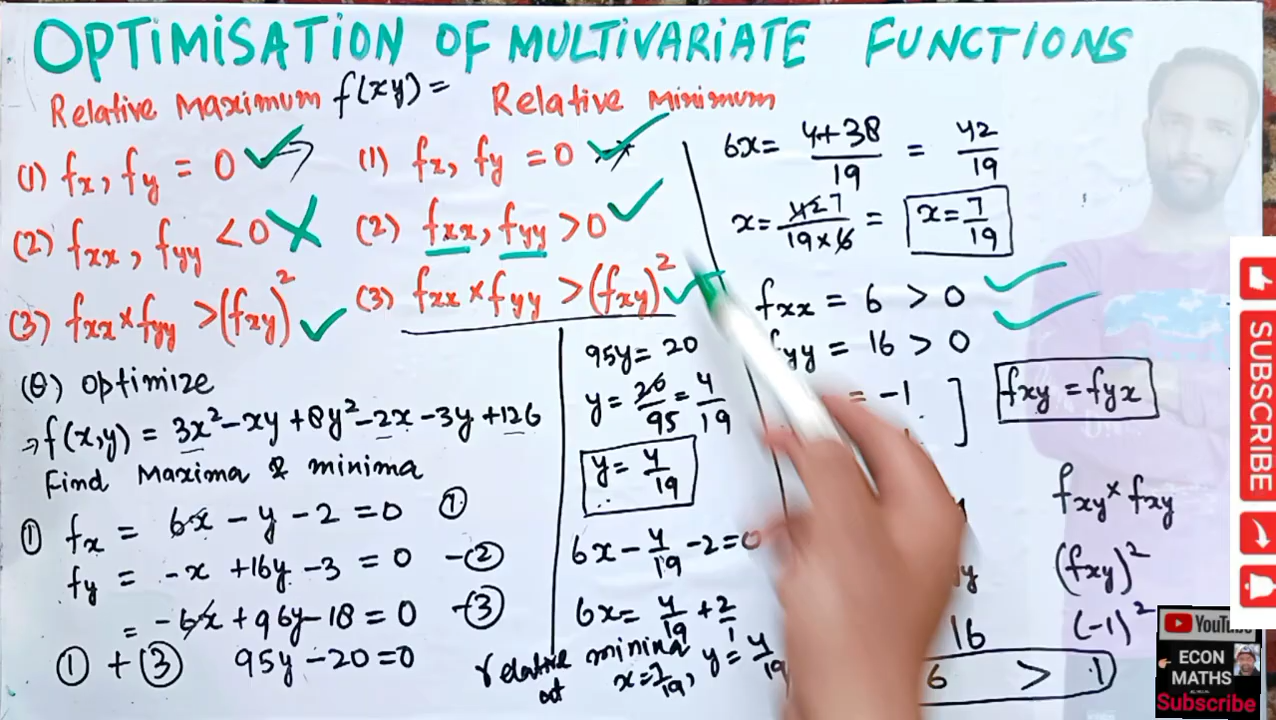 OPTIMISATION OF MULTIVARIATE FUNCTIONS
Relative Maximum f(xy) = Relative Minimum
(1) fx, fy = 0
(2) fxx, fyy < 0
(3) fxx × fyy > (fxy)²
(1) fx, fy = 0
(2) fxx, fyy > 0
(3) fxx × fyy > (fxy)²
(θ) Optimize
→ f(x,y) = 3x² - xy + 8y² - 2x - 3y + 126
Find Maxima & minima
① fx = 6x - y - 2 = 0 ①
fy = -x + 16y - 3 = 0 - ②
= -6x + 96y - 18 = 0 - ③
① + ③ 95y - 20 = 0
95y = 20
y = 20/95 = 4/19
y = 4/19
6x - 4/19 - 2 = 0
6x = 4/19 + 2/1
relative minina
at x = 7/19, y = 4/19
6x = 4+38/19 = 42/19
x = 42 7/19×6 = x = 7/19
fxx = 6 > 0
yy = 16 > 0
= -1
fxy = fyx
fxy × fxy
y (fxy)²
16 (-1)²
6 > 1
SUBSCRIBE
YouTu
ECON
MATHS
Subscribe